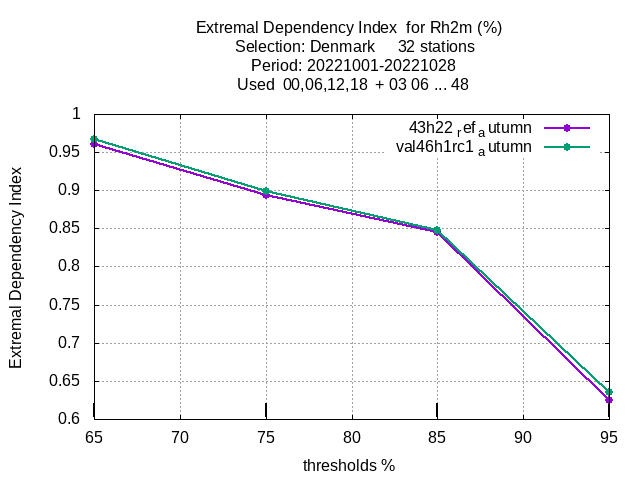 Extremal Dependency Index  for Rh2m (%)
Selection: Denmark     32 stations
Period: 20221001-20221028
Used  00,06,12,18  + 03 06 ... 48
43h22 ref a utumn
val46h1rc1 a utumn
Extremal Dependency Index
1
0.95
0.9
0.85
0.8
0.75
0.7
0.65
0.6
65 70 75 80 85 90 95
thresholds %